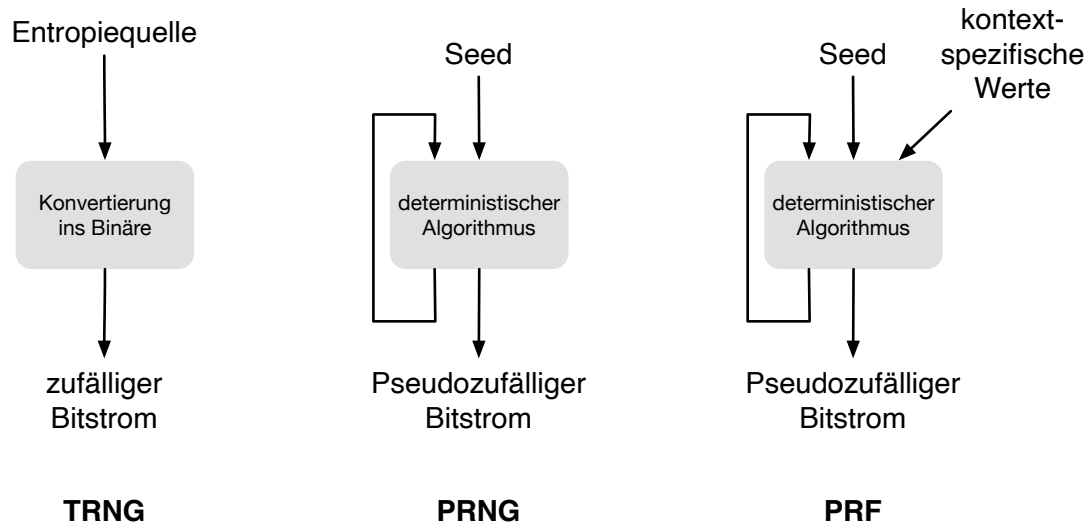 Entropiequelle
Konvertierung
ins Binäre
zufälliger
Bitstrom
TRNG
Seed
deterministischer
Algorithmus
Pseudozufälliger
Bitstrom
PRNG
Seed
kontext-
spezifische
Werte
deterministischer
Algorithmus
Pseudozufälliger
Bitstrom
PRF